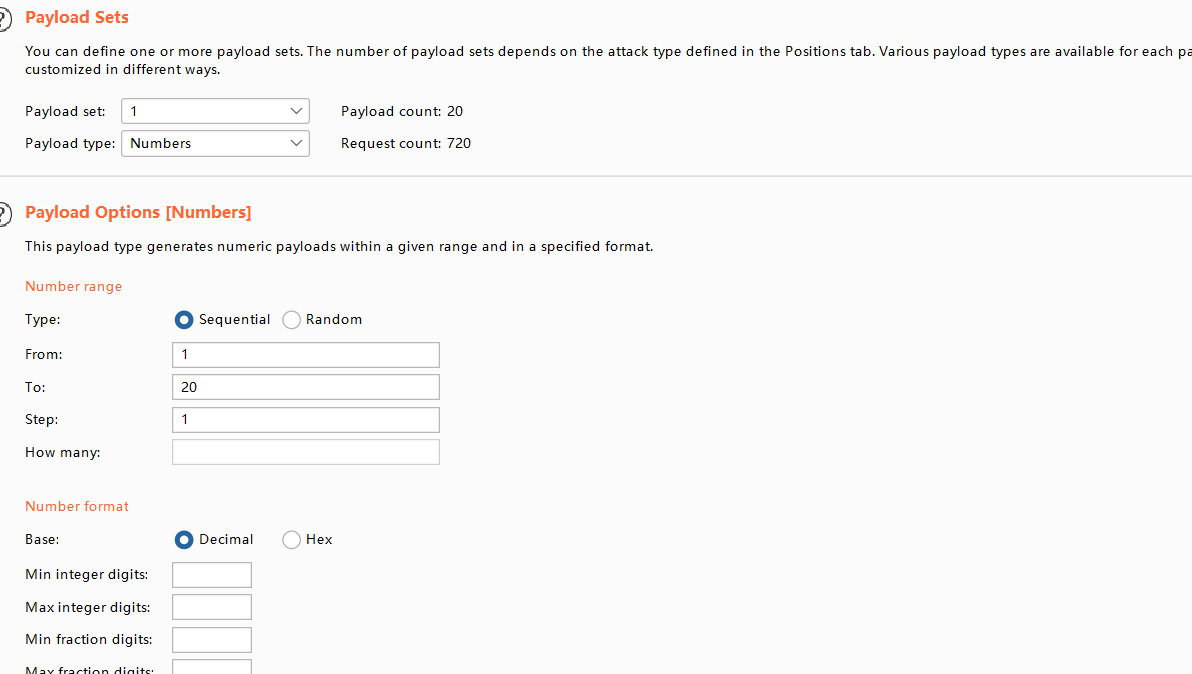 Payload Sets
You can define one or more payload sets. The number of payload sets depends on the attack type defined in the Positions tab. Various payload types are available for each pa
customized in different ways.
Payload set: 1 Payload count: 20
Payload type: Numbers Request count: 720
? Payload Options [Numbers]
This payload type generates numeric payloads within a given range and in a specified format.
Number range
Type: Sequential Random
From: 1
To: 20
Step: 1
How many:
Number format
Base: Decimal Hex
Min integer digits:
Max integer digits:
Min fraction digits:
Max fraction digits: